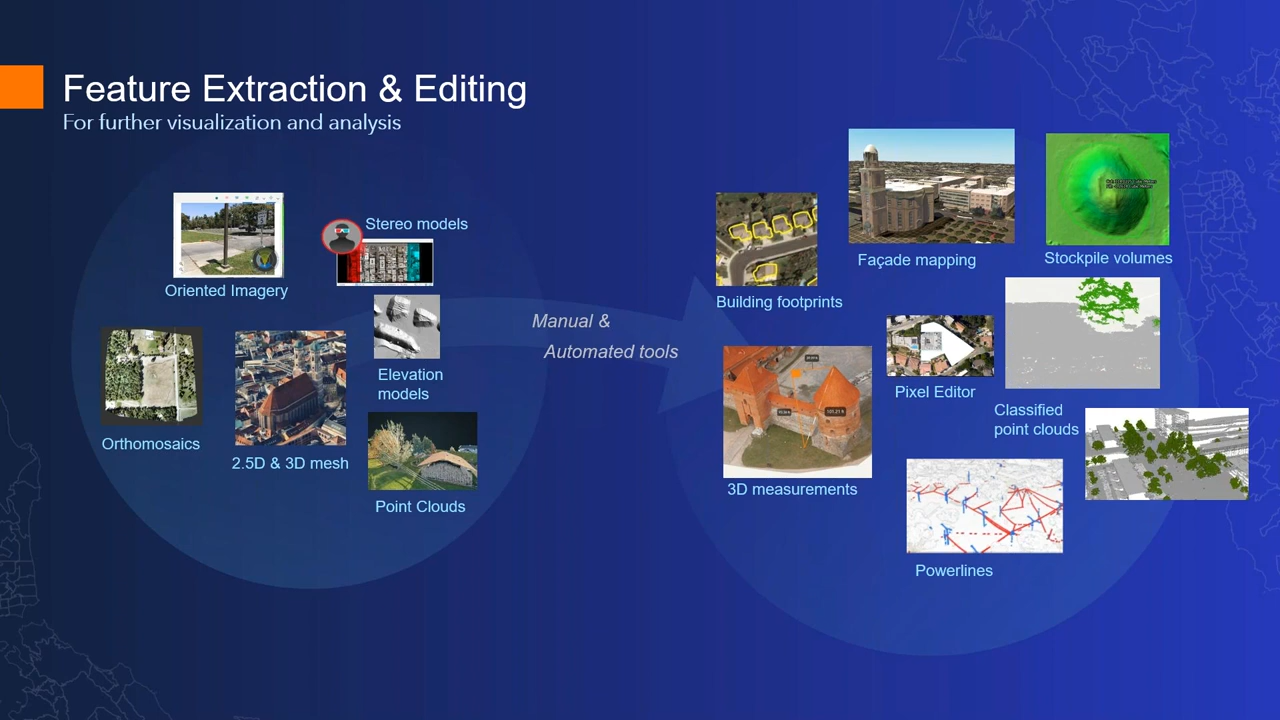 Feature Extraction & Editing
For further visualization and analysis
Oriented Imagery
Stereo models
Orthomosaics
2.5D & 3D mesh
Elevation
models
Point Clouds
Manual &
Automated tools
Building footprints
Façade mapping
Stockpile volumes
3D measurements
Pixel Editor
Classified
point clouds
Powerlines